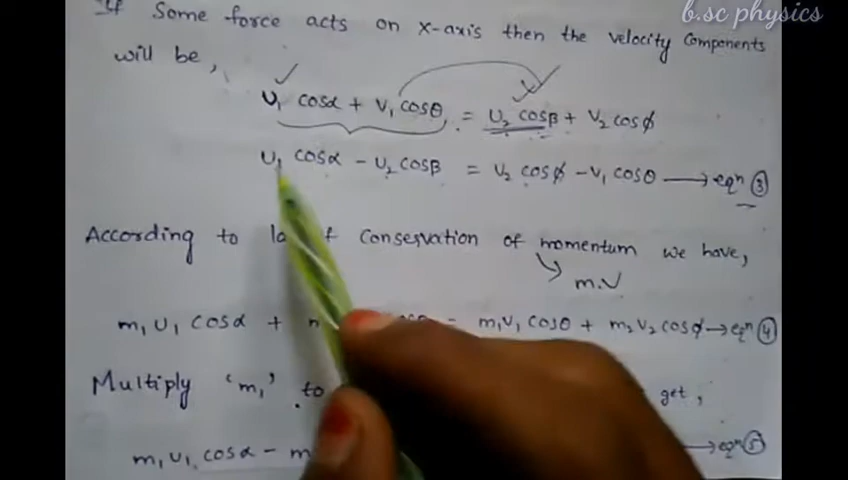 b.sc physics
If Some force acts on x-axis then the velocity Components
will be,
U₁ cosα + V₁ cosθ = U₂ cosβ + V₂ cosϕ
U₁ cosα - U₂ cosβ = V₂ cosϕ - V₁ cosθ → eqⁿ ③
According to of Conservation of momentum we have,
m.V
m₁ U₁ cosα + = m₁V₁ cosθ + m₂ V₂ cosϕ → eqⁿ ④
Multiply 'm₁' to get,
m₁ U₁ cosα - → eqⁿ ⑤